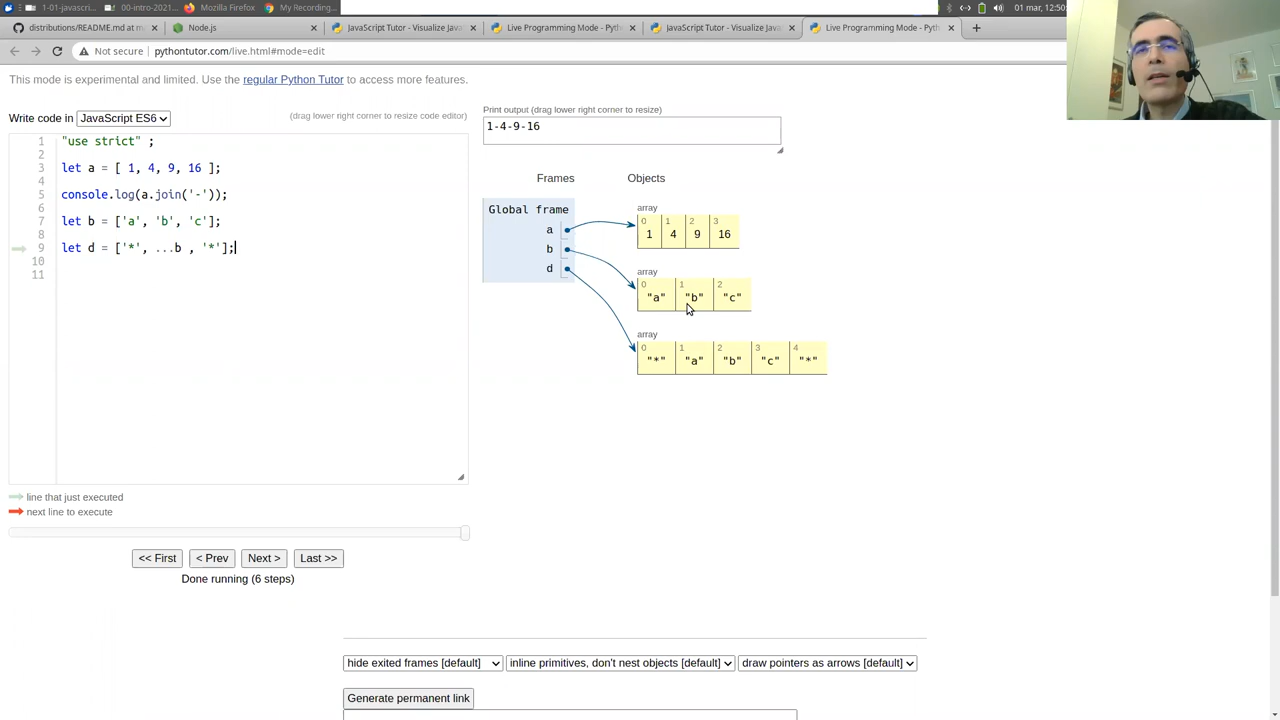 1-01-javascri...
00-intro-2021...
Mozilla Firefox
My Recording...
01 mar, 12:50
distributions/README.md at m
Node.js
JavaScript Tutor - Visualize Java
Live Programming Mode - Pyth
JavaScript Tutor - Visualize Java
Live Programming Mode - Pyth
Not secure
pythontutor.com/live.html#mode=edit
This mode is experimental and limited. Use the regular Python Tutor to access more features.
Write code in JavaScript ES6
(drag lower right corner to resize code editor)
Print output (drag lower right corner to resize)
1-4-9-16
1 "use strict" ;
2
3 let a = [ 1, 4, 9, 16 ];
4
5 console.log(a.join('-'));
6
7 let b = ['a', 'b', 'c'];
8
9 let d = ['*', ...b , '*'];
10
11
Frames
Objects
Global frame
a
b
d
array
0 1 2 3
1 4 9 16
array
0 1 2
"a" "b" "c"
array
0 1 2 3 4
"*" "a" "b" "c" "*"
line that just executed
next line to execute
<< First
< Prev
Next >
Last >>
Done running (6 steps)
hide exited frames [default]
inline primitives, don't nest objects [default]
draw pointers as arrows [default]
Generate permanent link